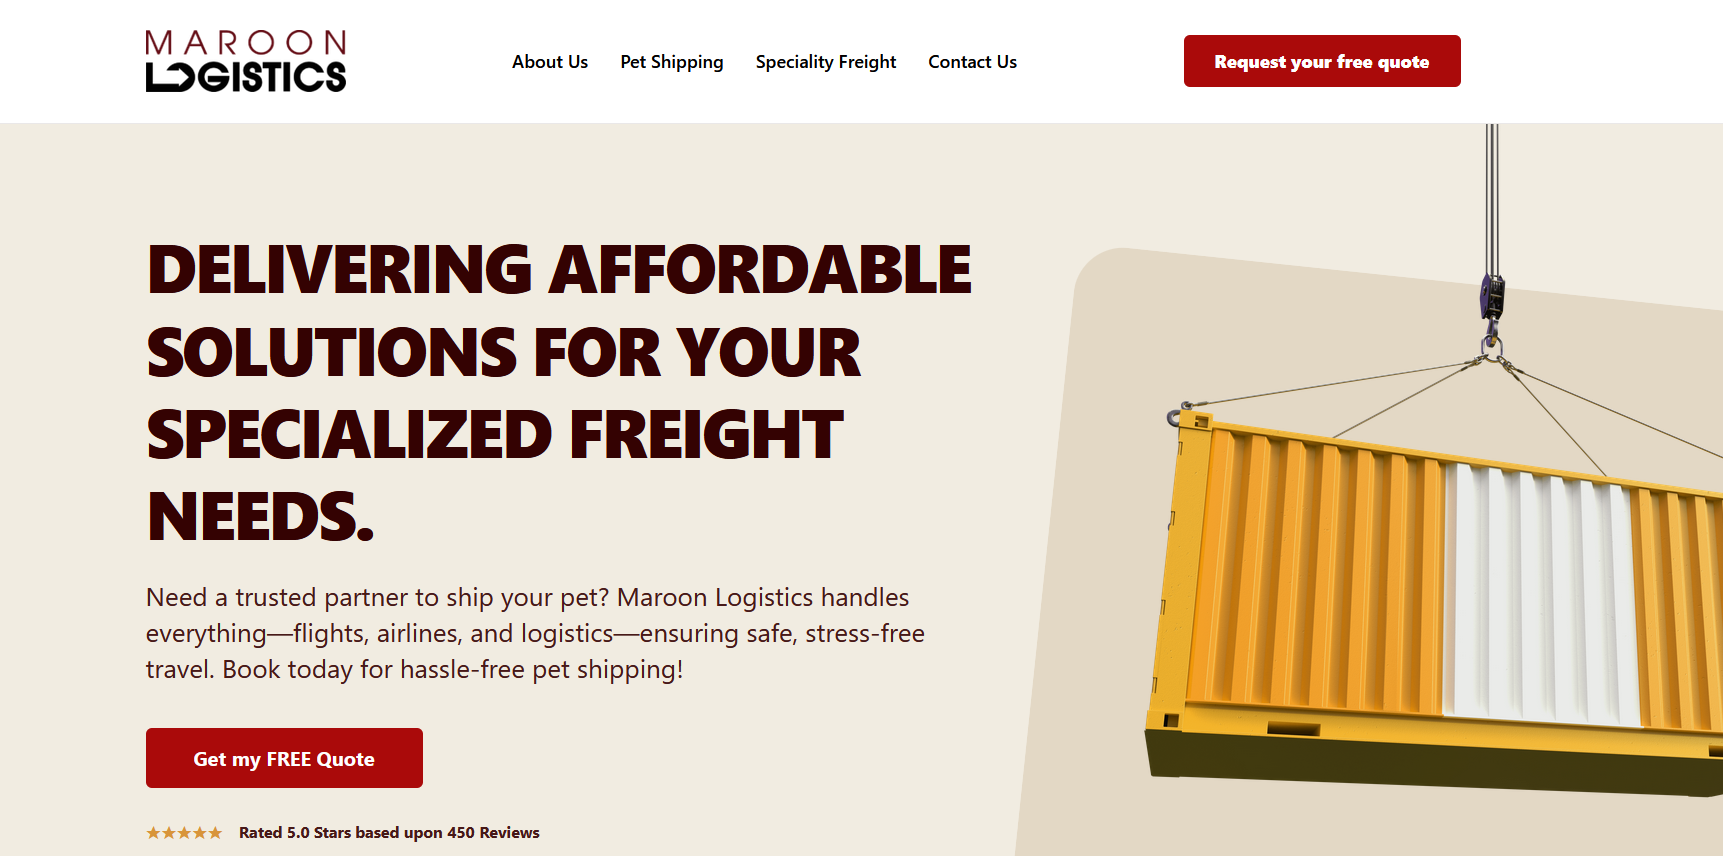 MAROON
LOGISTICS
About Us
Pet Shipping
Speciality Freight
Contact Us
Request your free quote
DELIVERING AFFORDABLE
SOLUTIONS FOR YOUR
SPECIALIZED FREIGHT
NEEDS.
Need a trusted partner to ship your pet? Maroon Logistics handles
everything—flights, airlines, and logistics—ensuring safe, stress-free
travel. Book today for hassle-free pet shipping!
Get my FREE Quote
Rated 5.0 Stars based upon 450 Reviews